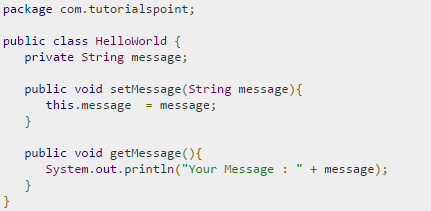 package com.tutorialspoint;
public class HelloWorld {
private String message;
public void setMessage(String message){
this.message  = message;
}
public void getMessage(){
System.out.println("Your Message : " + message);
}
}